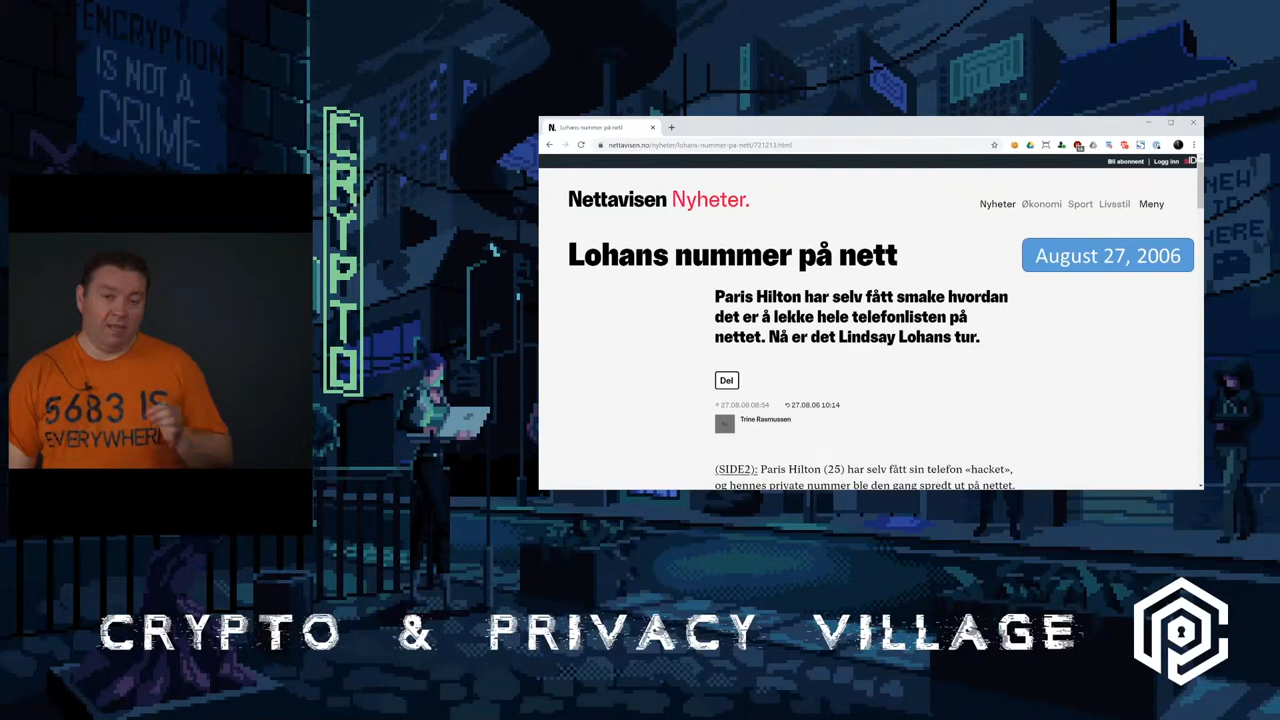 ENCRYPTION
IS NOT A
CRIME
CRYPTO
5683 IS
EVERYWHERE
Lohans nummer på nett
nettavisen.no/nyheter/lohans-nummer-pa-nett/721213.html
Bli abonnent | Logg inn
Nettavisen Nyheter.
Nyheter Økonomi Sport Livsstil Meny
Lohans nummer på nett
August 27, 2006
Paris Hilton har selv fått smake hvordan
det er å lekke hele telefonlisten på
nettet. Nå er det Lindsay Lohans tur.
Del
27.08.06 08:54 27.08.06 10:14
Trine Rasmussen
(SIDE2): Paris Hilton (25) har selv fått sin telefon «hacket»,
og hennes private nummer ble den gang spredt ut på nettet.
NEW
TO
HERE
CRYPTO & PRIVACY VILLAGE